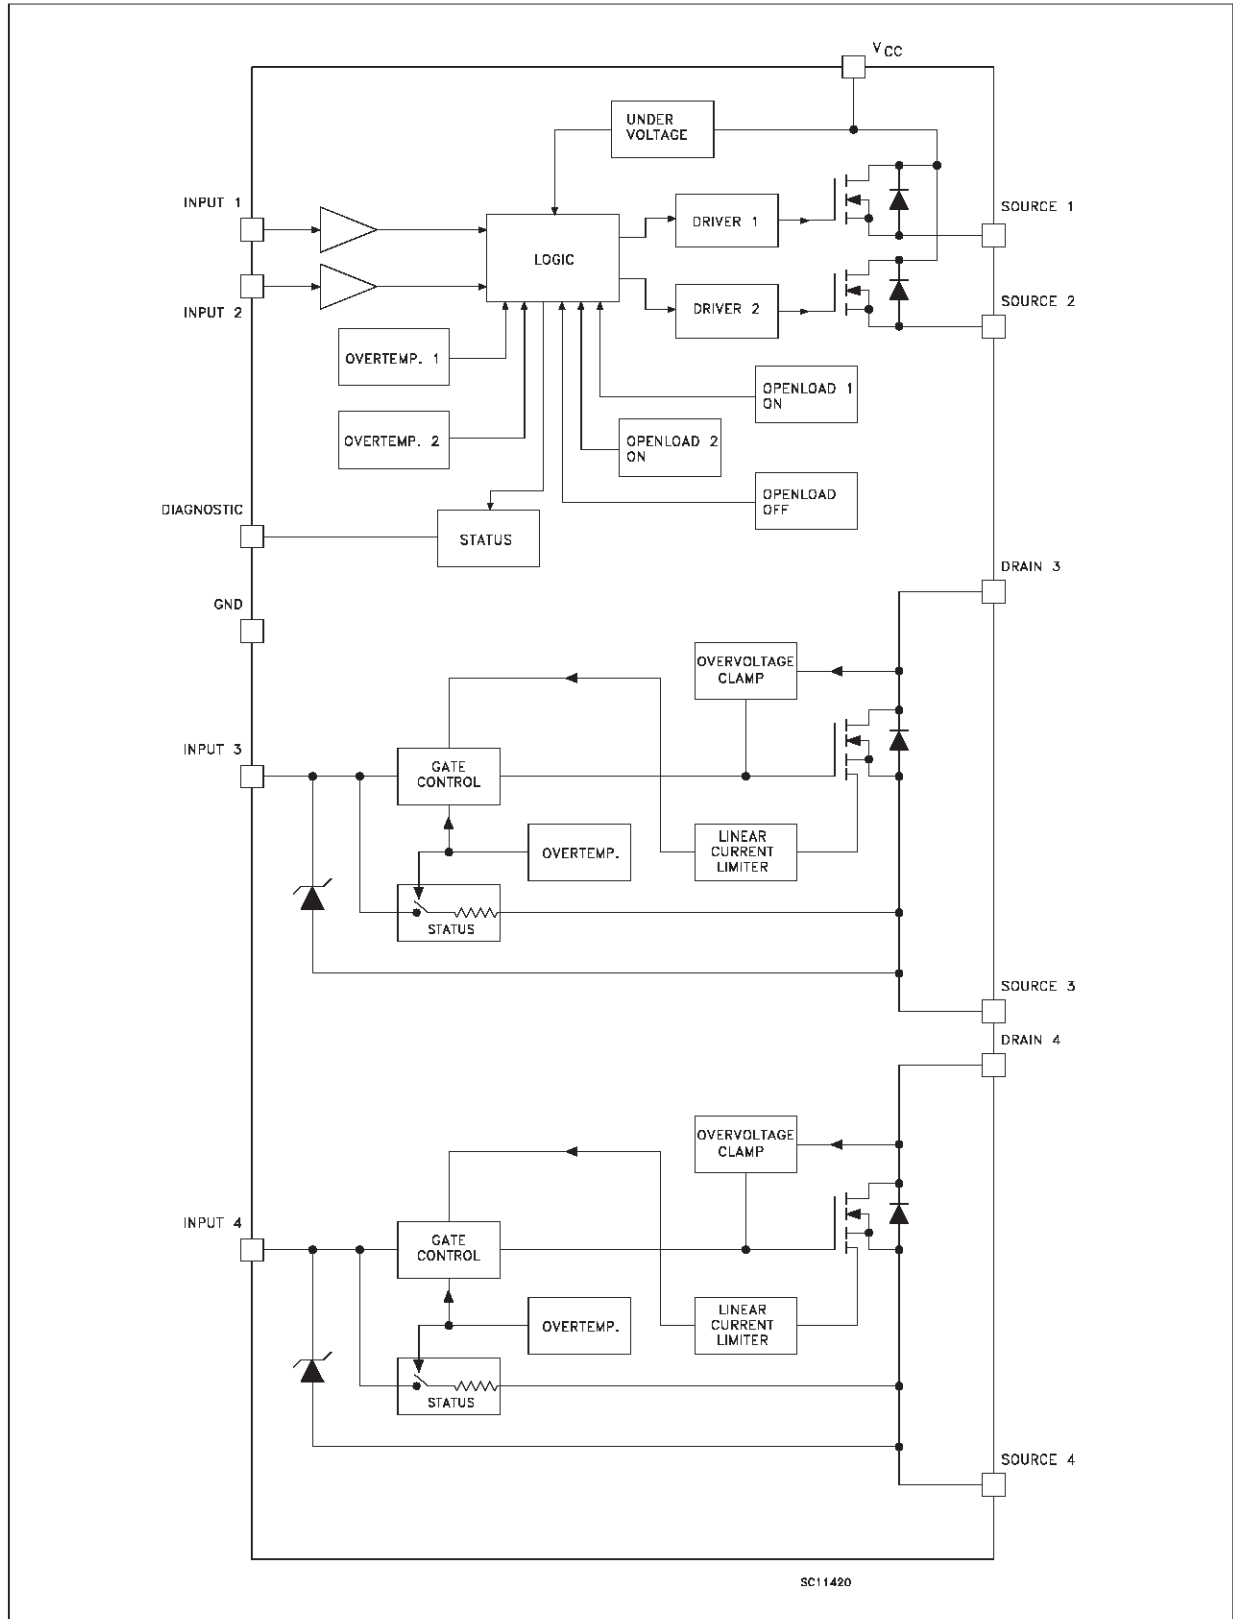 VCC
UNDER
VOLTAGE
INPUT 1
SOURCE 1
DRIVER 1
LOGIC
INPUT 2
DRIVER 2
SOURCE 2
OVERTEMP. 1
OPENLOAD 1
ON
OVERTEMP. 2
OPENLOAD 2
ON
OPENLOAD
OFF
DIAGNOSTIC
STATUS
DRAIN 3
GND
OVERVOLTAGE
CLAMP
INPUT 3
GATE
CONTROL
OVERTEMP.
LINEAR
CURRENT
LIMITER
STATUS
SOURCE 3
DRAIN 4
OVERVOLTAGE
CLAMP
INPUT 4
GATE
CONTROL
OVERTEMP.
LINEAR
CURRENT
LIMITER
STATUS
SOURCE 4
SC11420